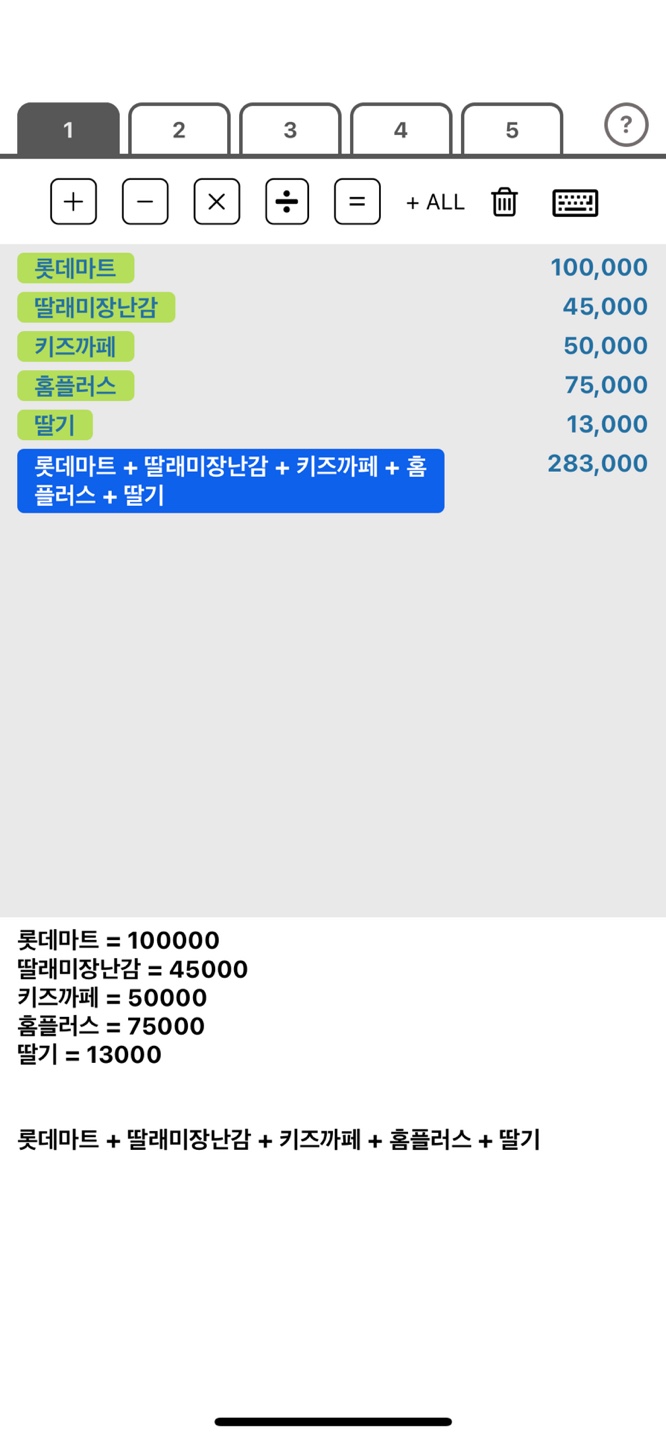 1 2 3 4 5 ?
+ − × ÷ = + ALL
롯데마트 100,000
딸래미장난감 45,000
키즈까페 50,000
홈플러스 75,000
딸기 13,000
롯데마트 + 딸래미장난감 + 키즈까페 + 홈 283,000
플러스 + 딸기
롯데마트 = 100000
딸래미장난감 = 45000
키즈까페 = 50000
홈플러스 = 75000
딸기 = 13000
롯데마트 + 딸래미장난감 + 키즈까페 + 홈플러스 + 딸기